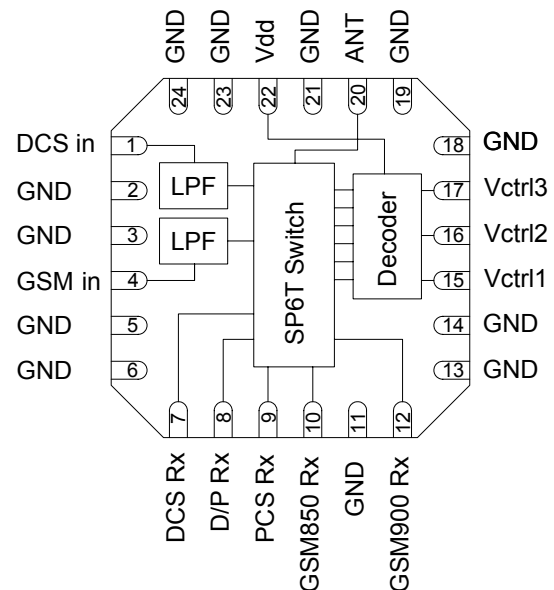 GND
GND
Vdd
GND
ANT
GND
24
23
22
21
20
19
DCS in
1
GND
2
GND
3
GSM in
4
GND
5
GND
6
LPF
LPF
SP6T Switch
Decoder
18
GND
17
Vctrl3
16
Vctrl2
15
Vctrl1
14
GND
13
GND
7
8
9
10
11
12
DCS Rx
D/P Rx
PCS Rx
GSM850 Rx
GND
GSM900 Rx